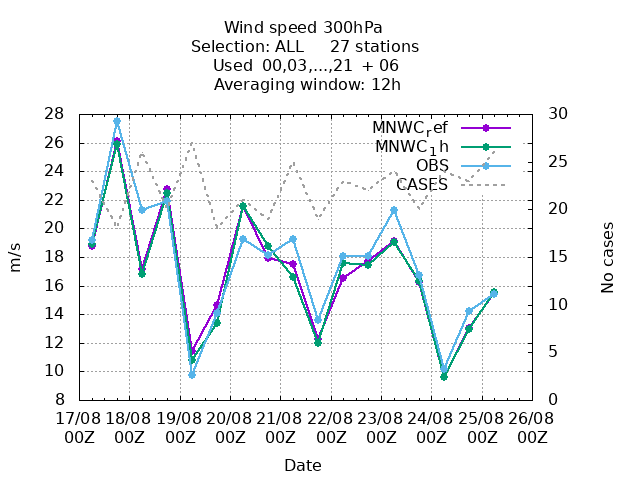 Wind speed 300hPa
Selection: ALL 27 stations
Used 00,03,...,21 + 06
Averaging window: 12h
28 30
26
24 25
22
20 20
18 15
16
14 10
12
10 5
8 0
MNWCref
MNWC1h
OBS
CASES
m/s
No cases
17/08 18/08 19/08 20/08 21/08 22/08 23/08 24/08 25/08 26/08
00Z 00Z 00Z 00Z 00Z 00Z 00Z 00Z 00Z 00Z
Date